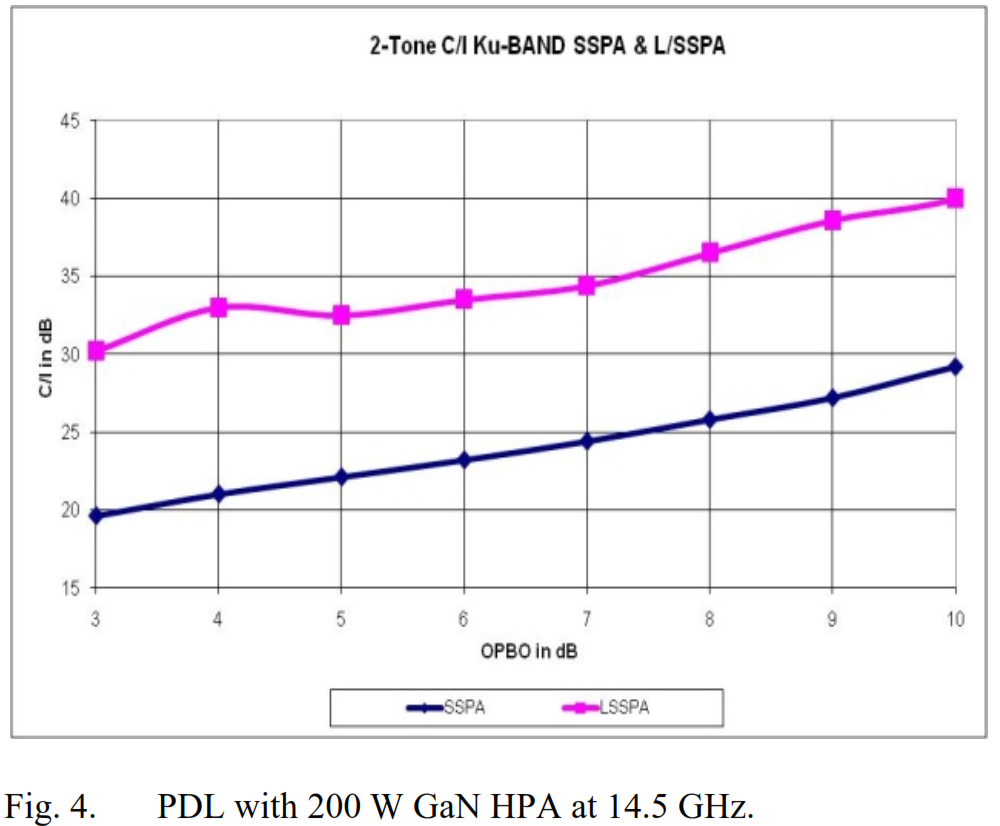 2-Tone C/I Ku-BAND SSPA & L/SSPA
45
40
35
30
25
20
15
C/I in dB
3 4 5 6 7 8 9 10
OPBO in dB
SSPA LSSPA
Fig. 4. PDL with 200 W GaN HPA at 14.5 GHz.